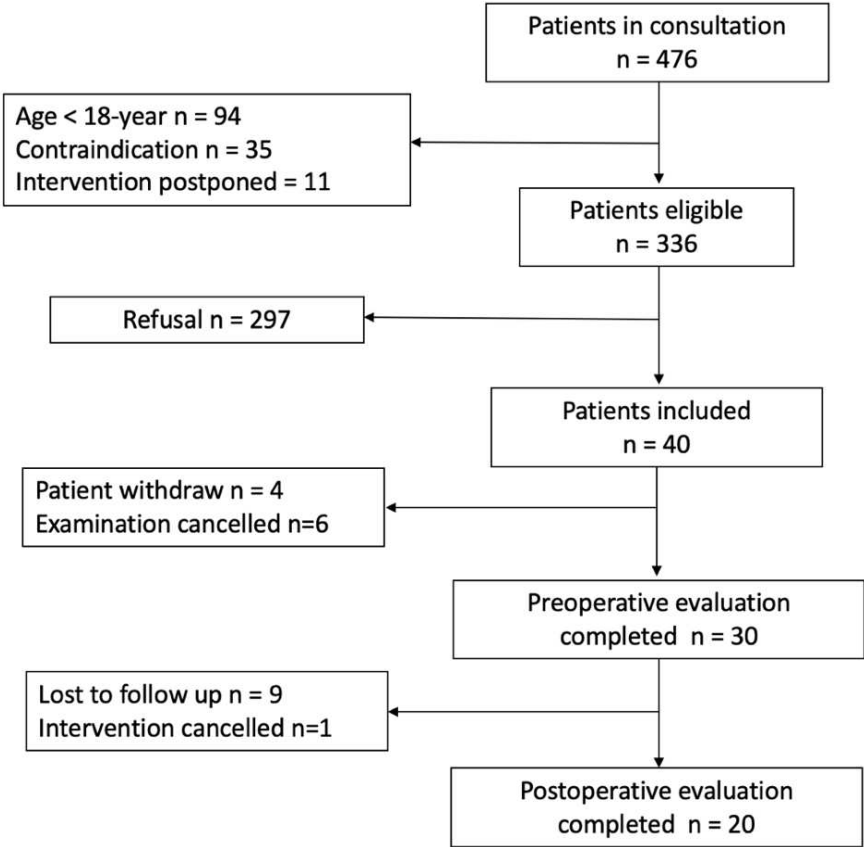 Patients in consultation
n = 476
Age < 18-year n = 94
Contraindication n = 35
Intervention postponed = 11
Patients eligible
n = 336
Refusal n = 297
Patients included
n = 40
Patient withdraw n = 4
Examination cancelled n=6
Preoperative evaluation
completed n = 30
Lost to follow up n = 9
Intervention cancelled n=1
Postoperative evaluation
completed n = 20